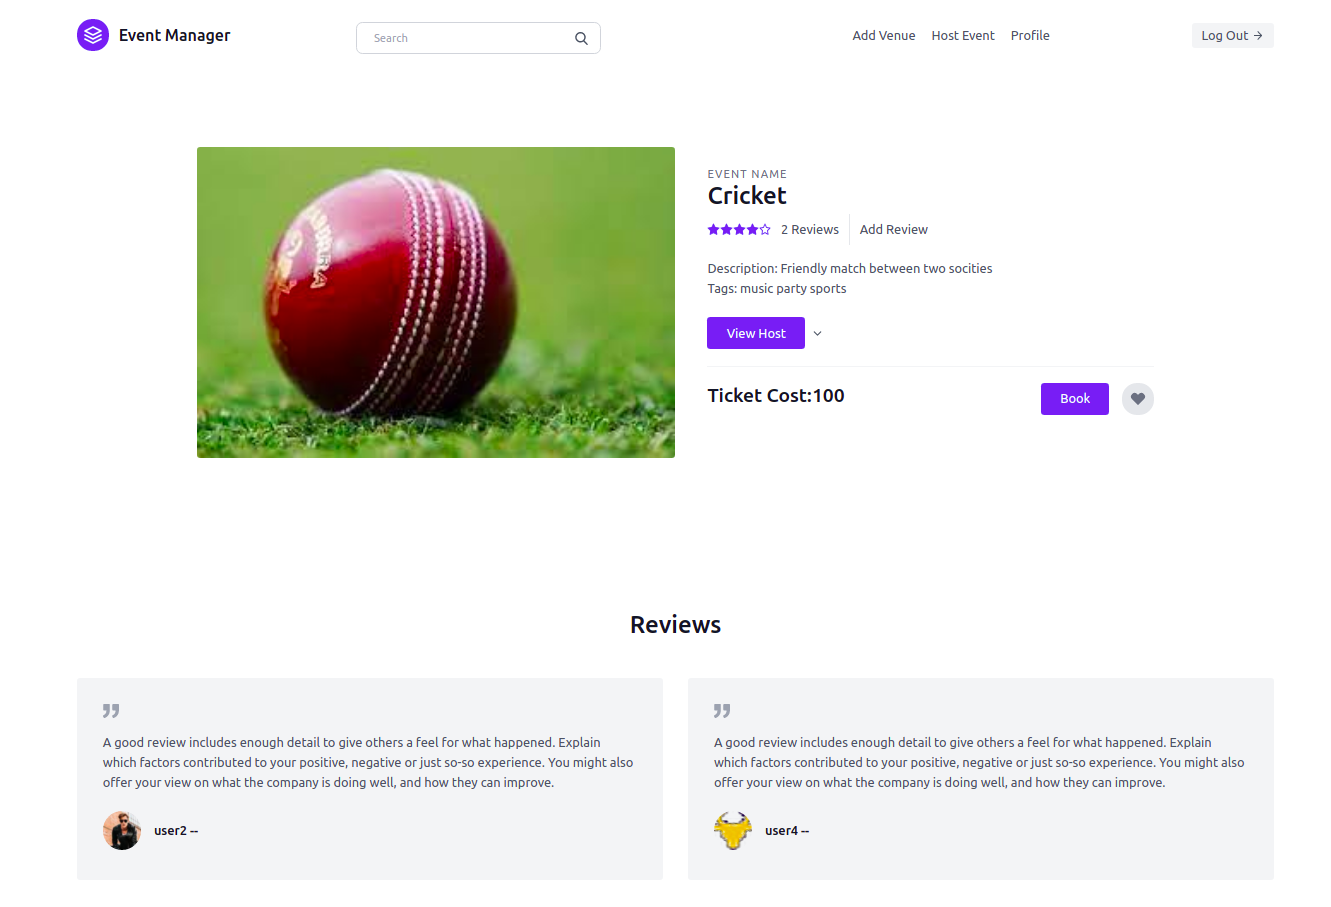 Event Manager
Search
Add Venue
Host Event
Profile
Log Out →
EVENT NAME
Cricket
2 Reviews
Add Review
Description: Friendly match between two socities
Tags: music party sports
View Host
Ticket Cost:100
Book
Reviews
A good review includes enough detail to give others a feel for what happened. Explain
which factors contributed to your positive, negative or just so-so experience. You might also
offer your view on what the company is doing well, and how they can improve.
user2 --
A good review includes enough detail to give others a feel for what happened. Explain
which factors contributed to your positive, negative or just so-so experience. You might also
offer your view on what the company is doing well, and how they can improve.
user4 --